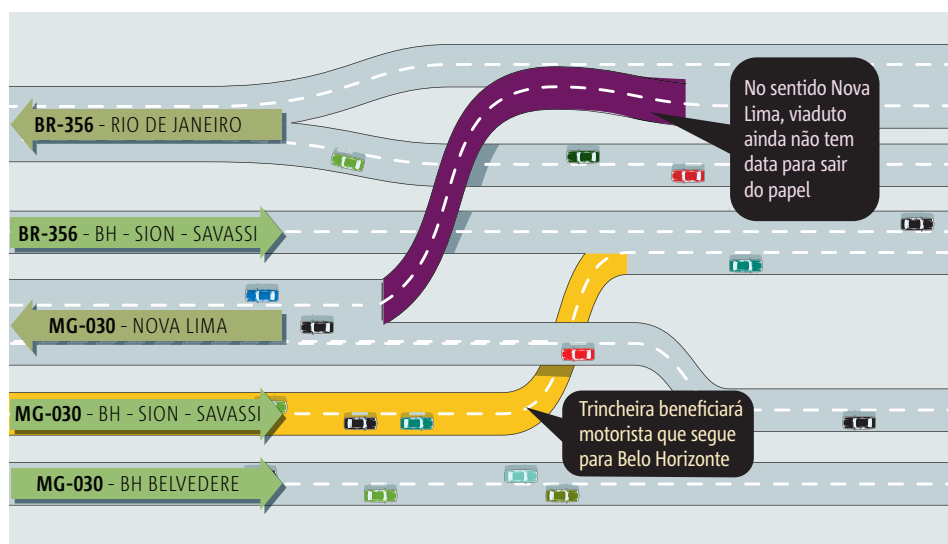 No sentido Nova
Lima, viaduto
ainda não tem
data para sair
do papel
BR-356 - RIO DE JANEIRO
BR-356 - BH - SION - SAVASSI
MG-030 - NOVA LIMA
MG-030 - BH - SION - SAVASSI
Trincheira beneficiará
motorista que segue
para Belo Horizonte
MG-030 - BH BELVEDERE